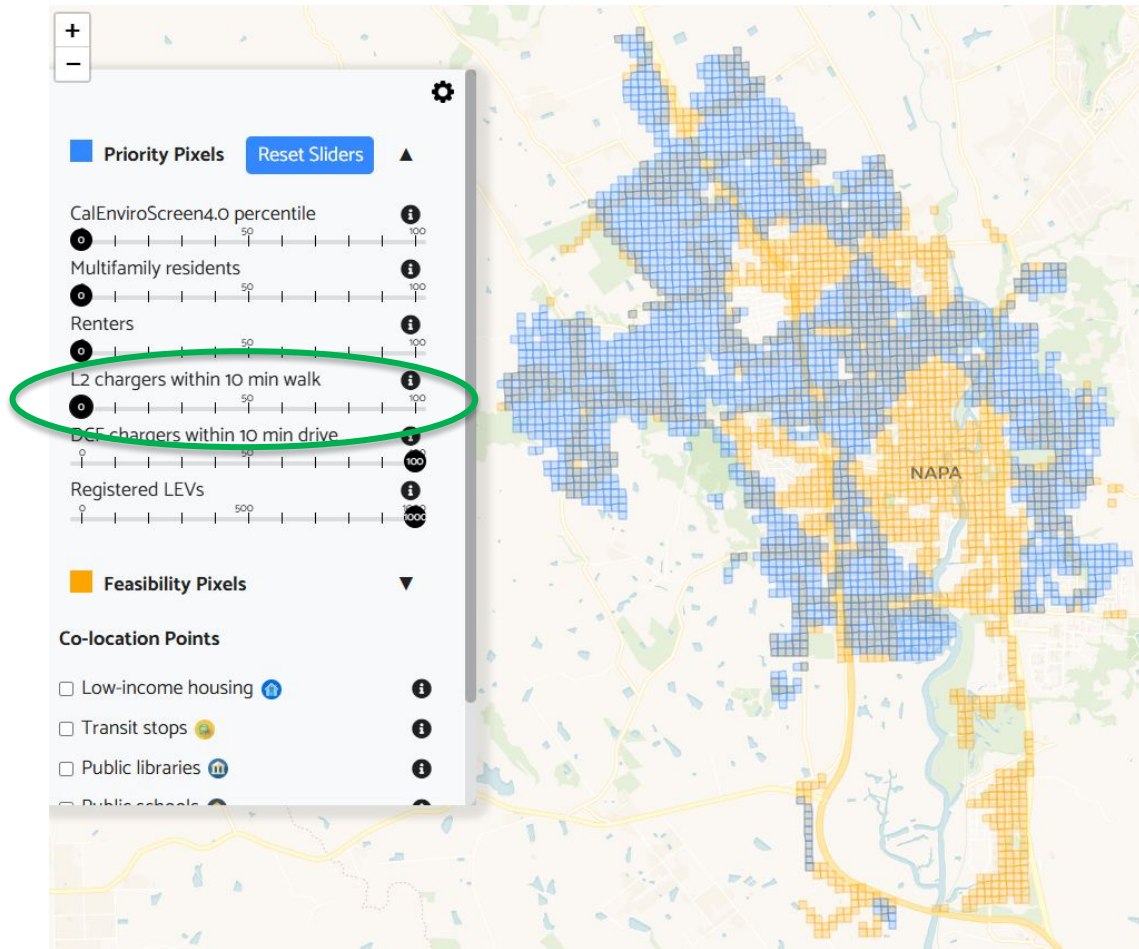 +
−
Priority Pixels Reset Sliders ▲
CalEnviroScreen4.0 percentile
0 50 100
Multifamily residents
0 50 100
Renters
0 50 100
L2 chargers within 10 min walk
0 50 100
DCF chargers within 10 min drive
0 50 100
Registered LEVs
0 500 1000
Feasibility Pixels ▼
Co-location Points
Low-income housing
Transit stops
Public libraries
Public schools
NAPA